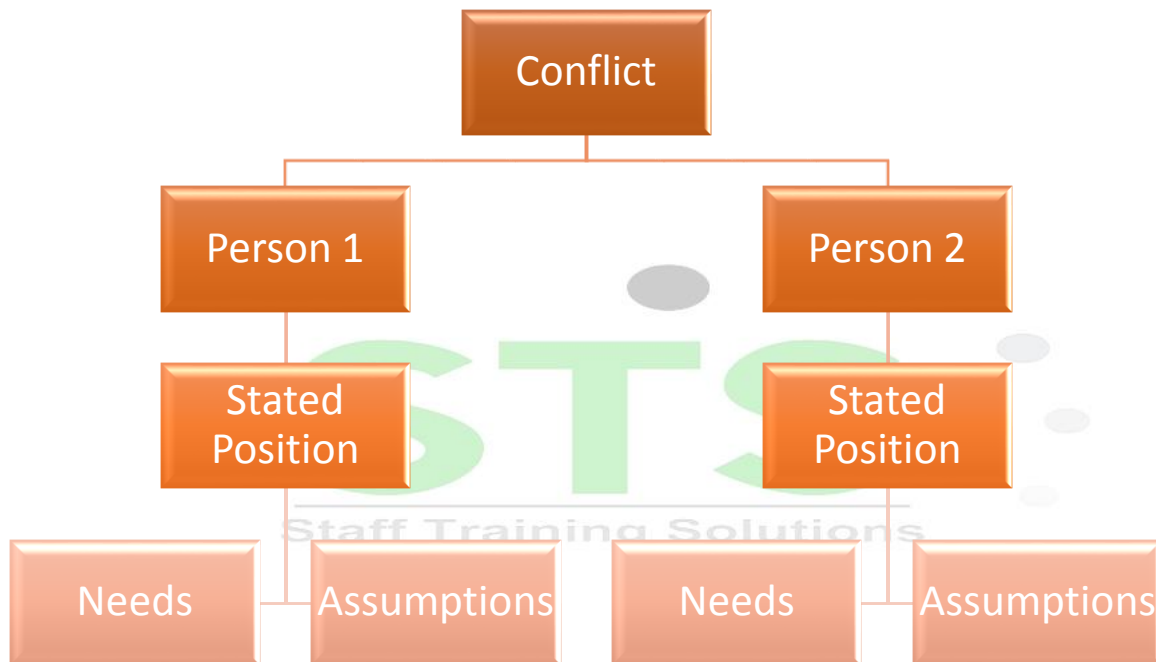 Conflict
Person 1
Person 2
Stated
Position
Stated
Position
STS
Staff Training Solutions
Needs
Assumptions
Needs
Assumptions